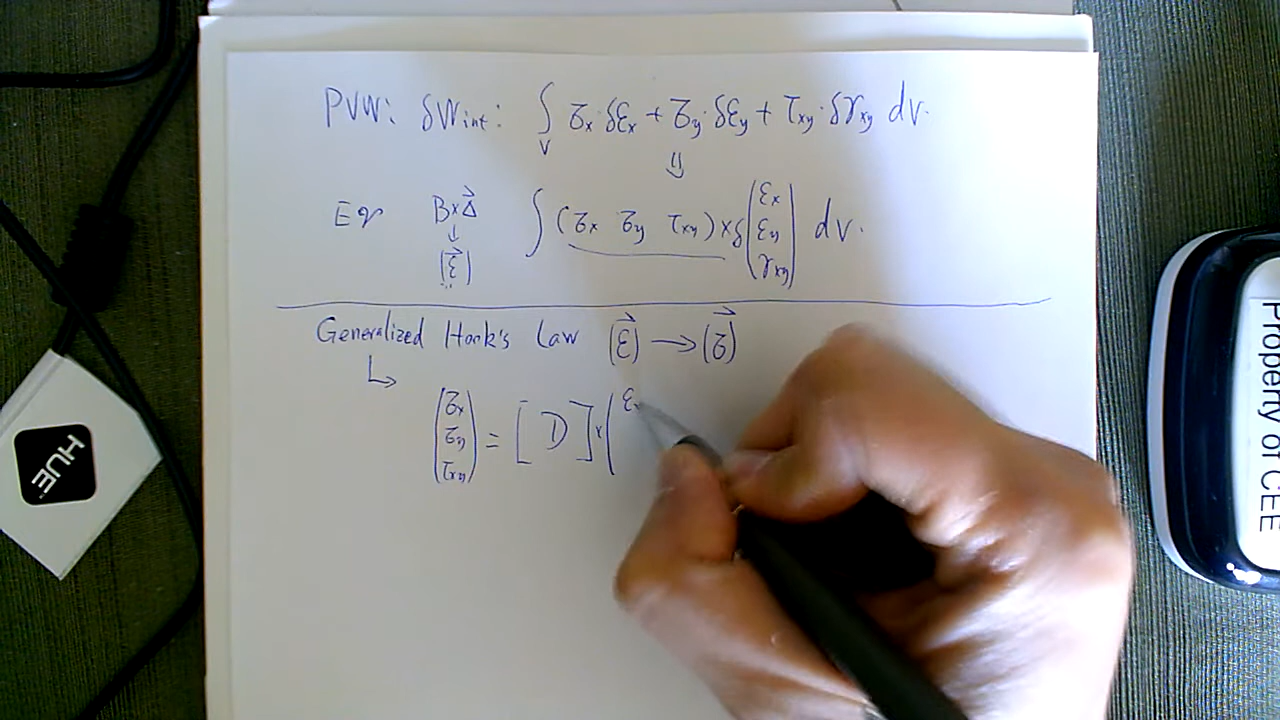 PVW: δWint: ∫V σx·δεx + σy·δεy + τxy·δγxy dv.
⇓
Eq B×Δ⃗ ∫ (σx σy τxy) × δ(εx εy γxy) dv.
↓
(ε⃗)
Generalized Hook's Law (ε⃗) → (σ⃗)
↳
(σx σy τxy) = [ D ] × ( εx
HUE
Property of CEE